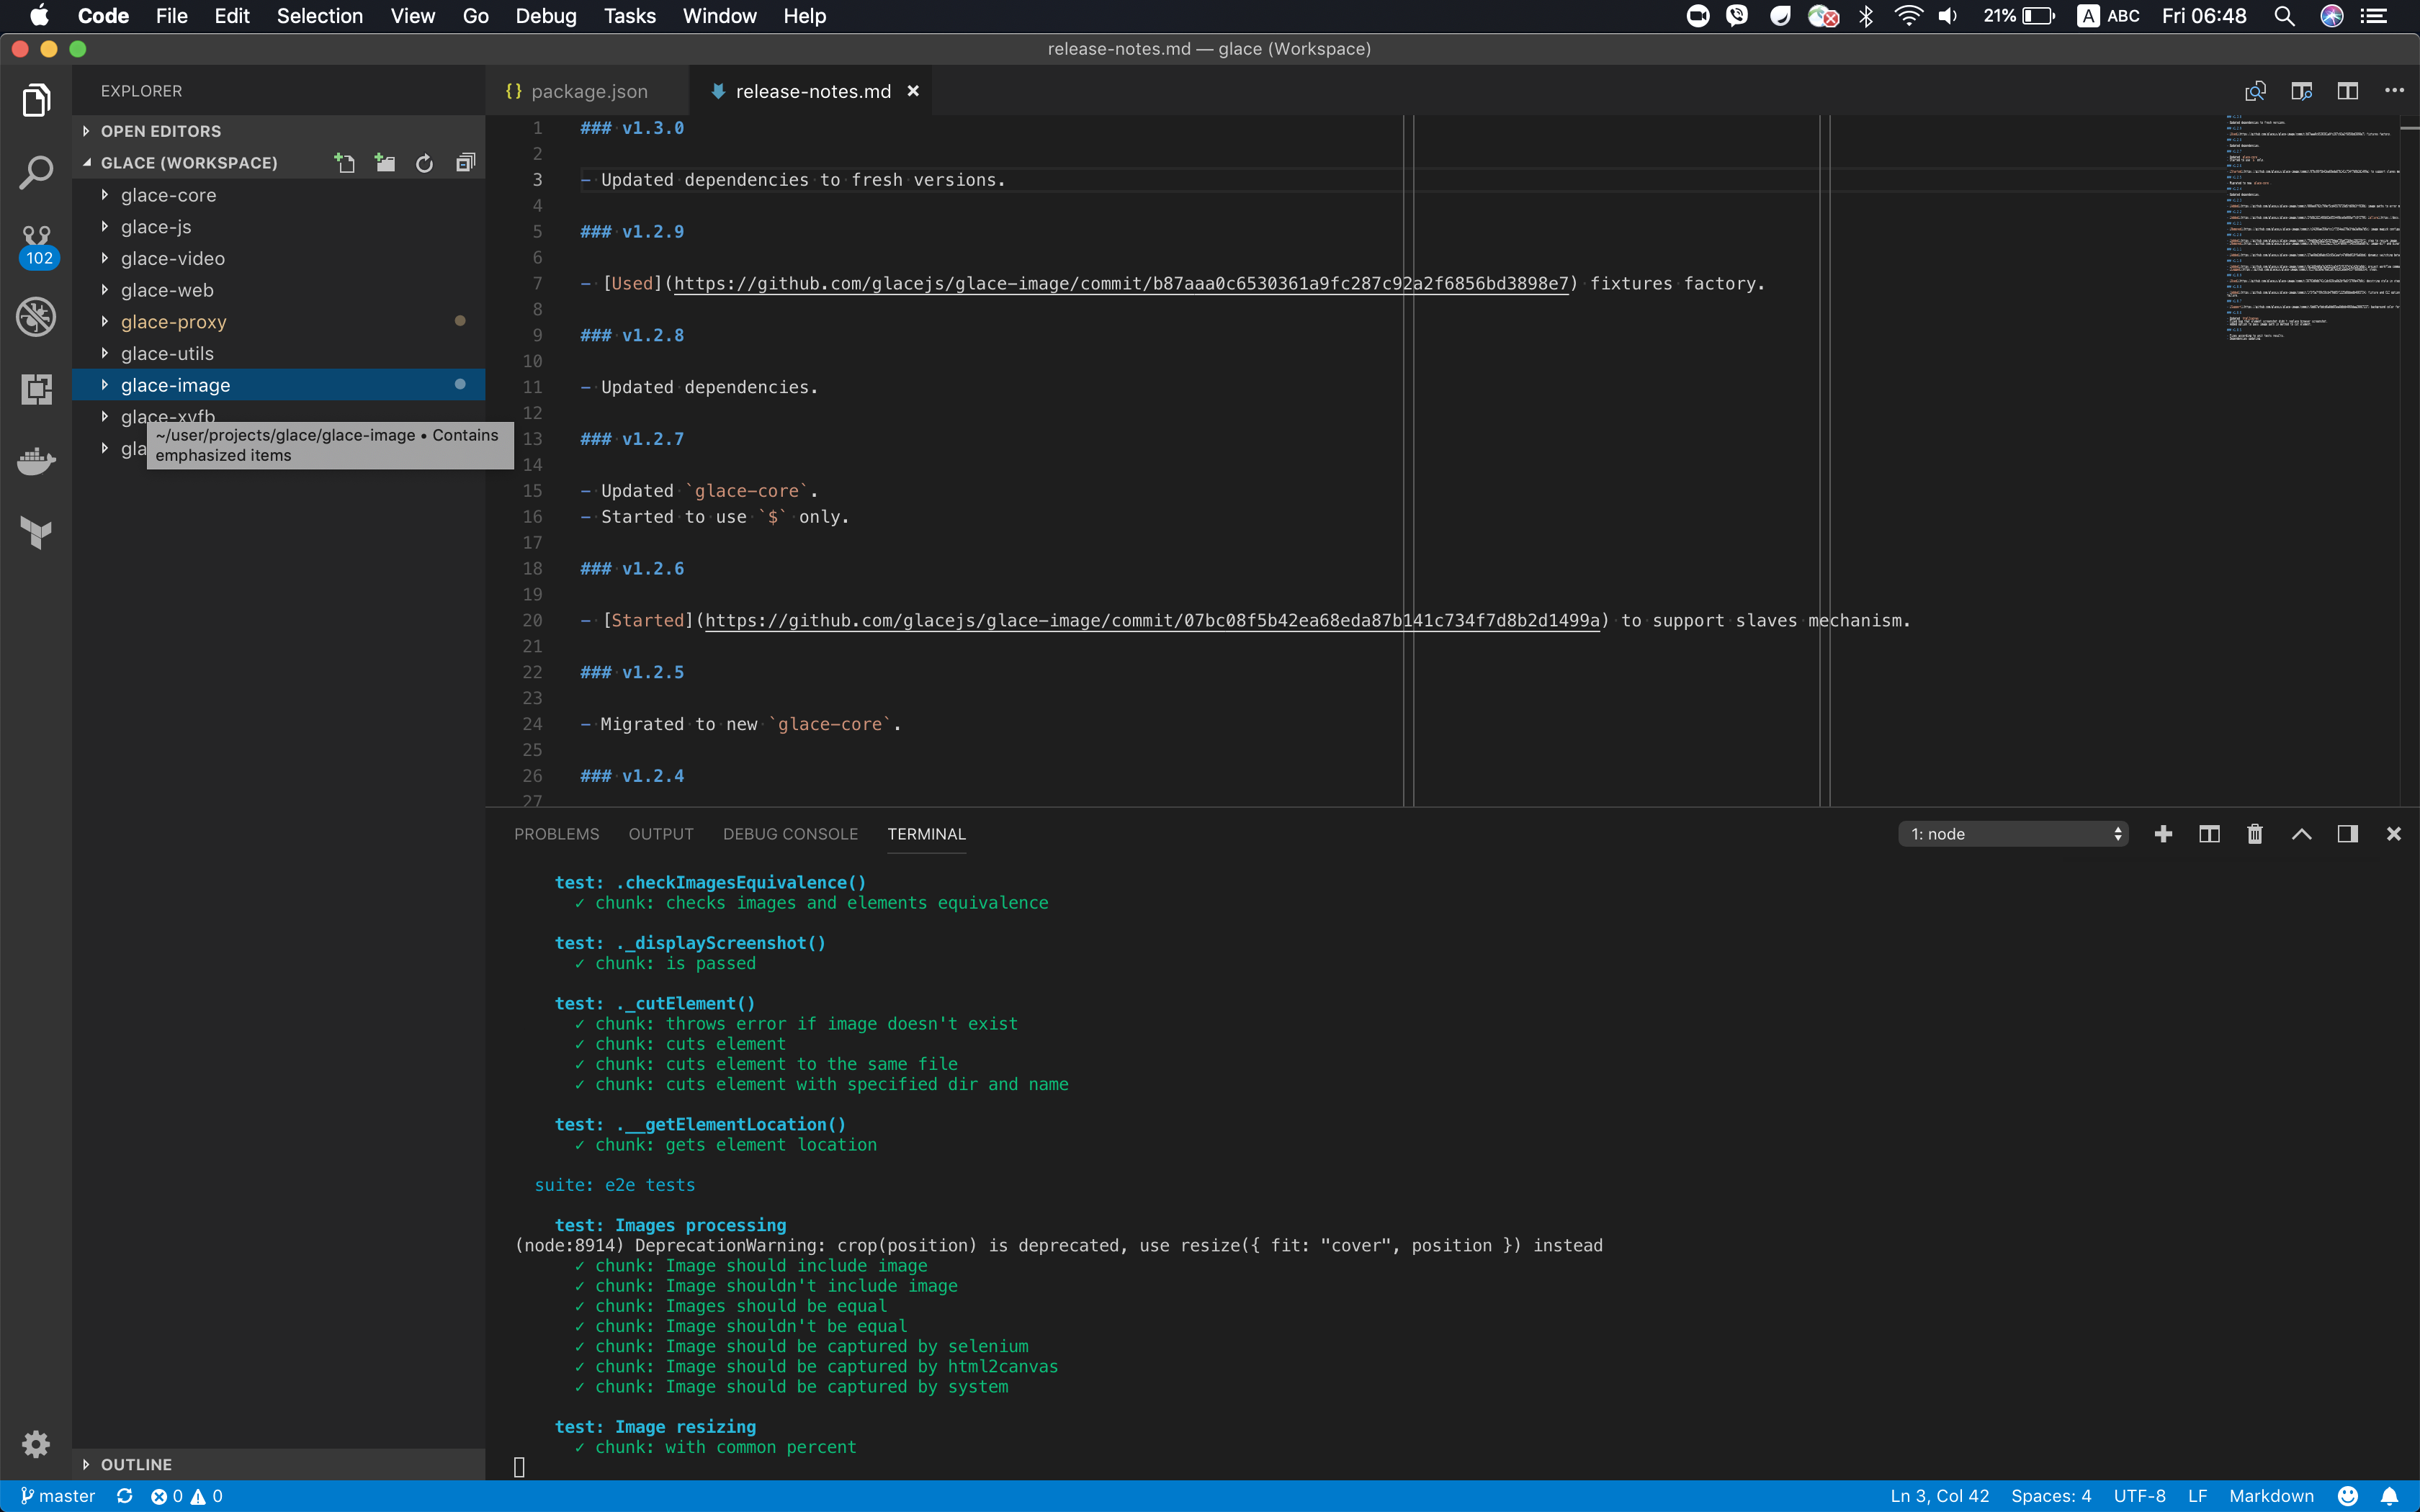 Code File Edit Selection View Go Debug Tasks Window Help 21% A ABC Fri 06:48
release-notes.md — glace (Workspace)
EXPLORER
OPEN EDITORS
GLACE (WORKSPACE)
glace-core
glace-js
glace-video
glace-web
glace-proxy
glace-utils
glace-image
glace-xvfb
gla
~/user/projects/glace/glace-image • Contains
emphasized items
102
OUTLINE
{} package.json release-notes.md
1 ### v1.3.0
2
3 - Updated dependencies to fresh versions.
4
5 ### v1.2.9
6
7 - [Used](https://github.com/glacejs/glace-image/commit/b87aaa0c6530361a9fc287c92a2f6856bd3898e7) fixtures factory.
8
9 ### v1.2.8
10
11 - Updated dependencies.
12
13 ### v1.2.7
14
15 - Updated `glace-core`.
16 - Started to use `$` only.
17
18 ### v1.2.6
19
20 - [Started](https://github.com/glacejs/glace-image/commit/07bc08f5b42ea68eda87b141c734f7d8b2d1499a) to support slaves mechanism.
21
22 ### v1.2.5
23
24 - Migrated to new `glace-core`.
25
26 ### v1.2.4
27
PROBLEMS OUTPUT DEBUG CONSOLE TERMINAL 1: node
test: .checkImagesEquivalence()
✓ chunk: checks images and elements equivalence
test: ._displayScreenshot()
✓ chunk: is passed
test: ._cutElement()
✓ chunk: throws error if image doesn't exist
✓ chunk: cuts element
✓ chunk: cuts element to the same file
✓ chunk: cuts element with specified dir and name
test: .__getElementLocation()
✓ chunk: gets element location
suite: e2e tests
test: Images processing
(node:8914) DeprecationWarning: crop(position) is deprecated, use resize({ fit: "cover", position }) instead
✓ chunk: Image should include image
✓ chunk: Image shouldn't include image
✓ chunk: Images should be equal
✓ chunk: Image shouldn't be equal
✓ chunk: Image should be captured by selenium
✓ chunk: Image should be captured by html2canvas
✓ chunk: Image should be captured by system
test: Image resizing
✓ chunk: with common percent
master 0 0 Ln 3, Col 42 Spaces: 4 UTF-8 LF Markdown